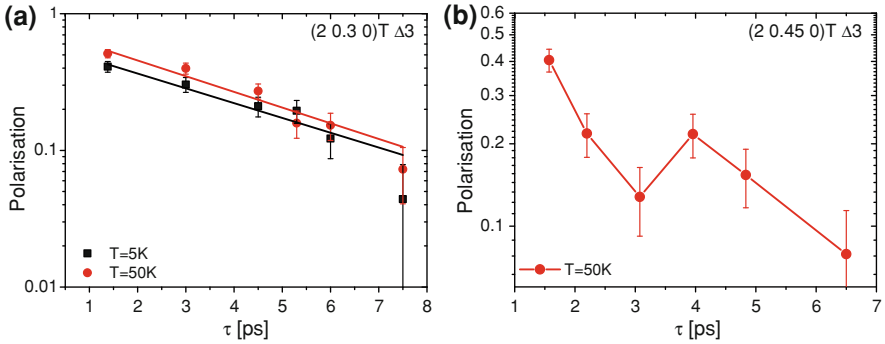 (a)
(2 0.3 0)T Δ3
1
0.1
0.01
Polarisation
T=5K
T=50K
1 2 3 4 5 6 7 8
τ [ps]
(b)
(2 0.45 0)T Δ3
0.6
0.5
0.4
0.3
0.2
0.1
Polarisation
T=50K
1 2 3 4 5 6 7
τ [ps]